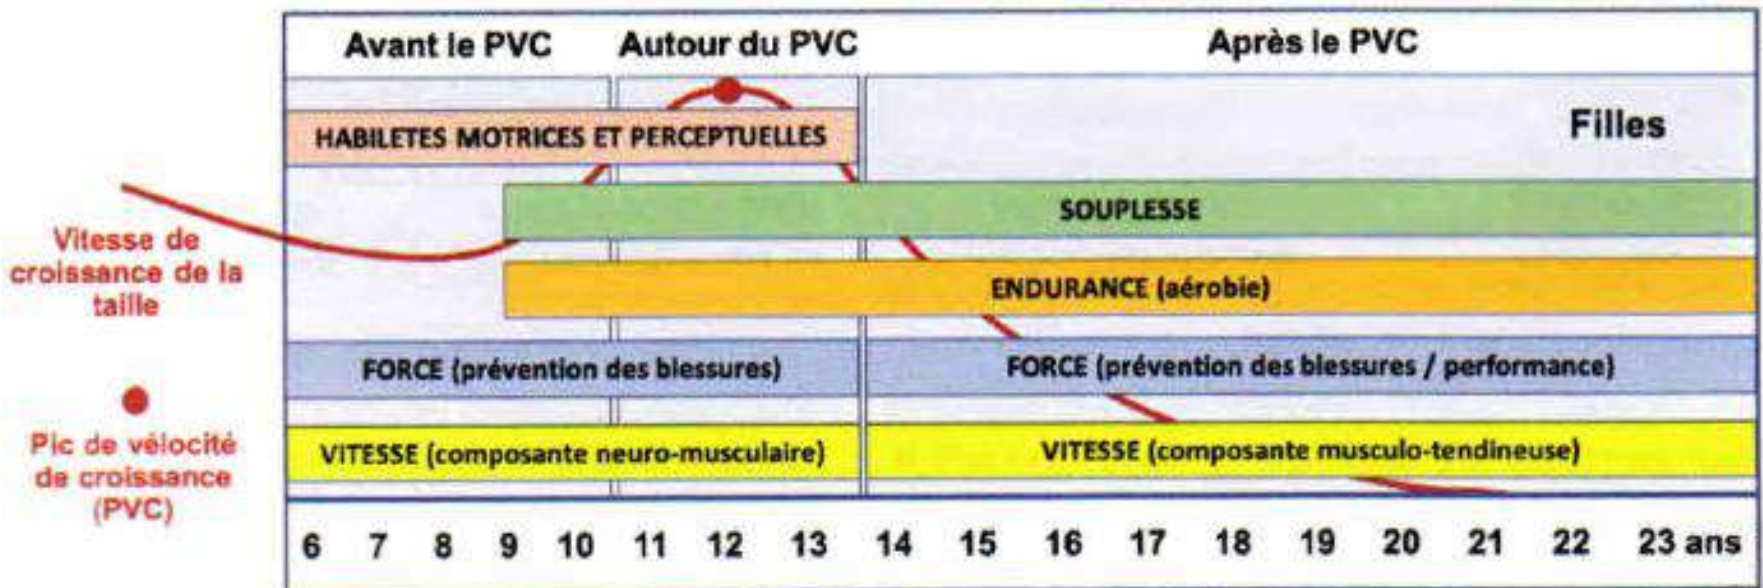 Avant le PVC
Autour du PVC
Après le PVC
Filles
HABILETES MOTRICES ET PERCEPTUELLES
SOUPLESSE
Vitesse de
croissance de la
taille
ENDURANCE (aérobie)
FORCE (prévention des blessures)
FORCE (prévention des blessures / performance)
Pic de vélocité
de croissance
(PVC)
VITESSE (composante neuro-musculaire)
VITESSE (composante musculo-tendineuse)
6 7 8 9 10 11 12 13 14 15 16 17 18 19 20 21 22 23 ans